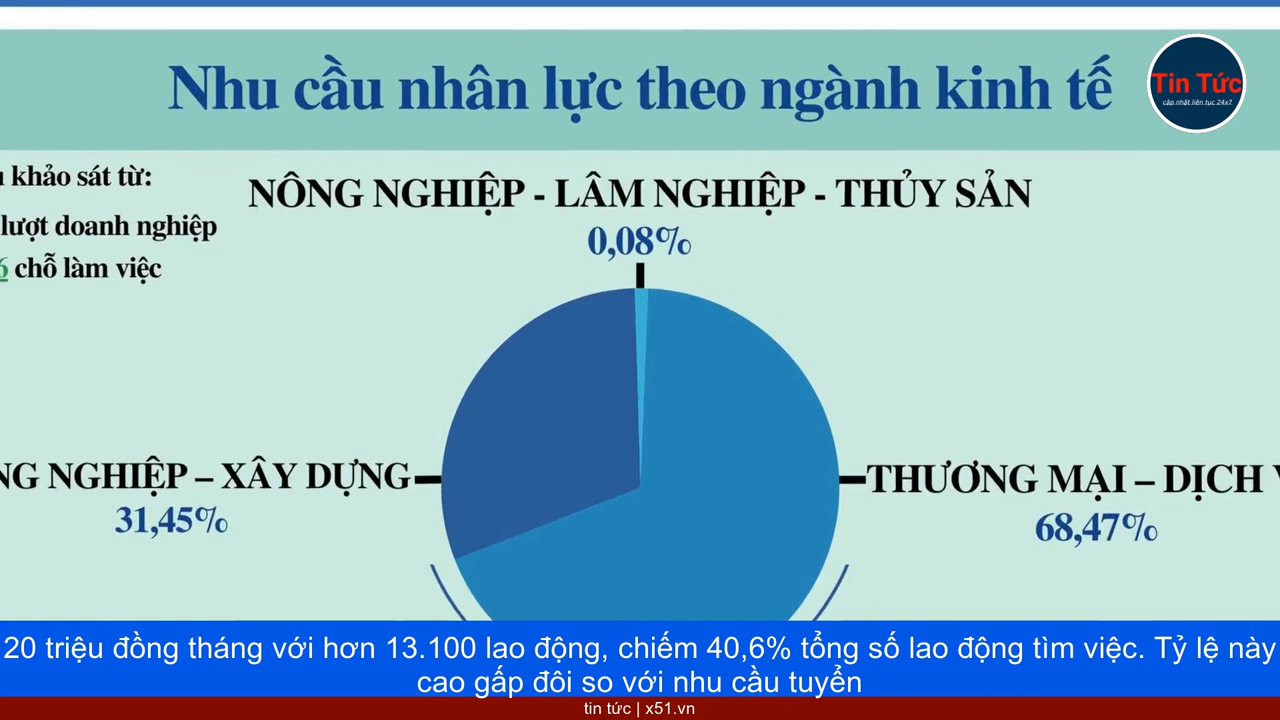 Nhu cầu nhân lực theo ngành kinh tế
Tin Tức
cập nhật liên tục 24x7
khảo sát từ:
lượt doanh nghiệp
chỗ làm việc
NÔNG NGHIỆP - LÂM NGHIỆP - THỦY SẢN
0,08%
NG NGHIỆP – XÂY DỰNG
31,45%
THƯƠNG MẠI – DỊCH
68,47%
20 triệu đồng tháng với hơn 13.100 lao động, chiếm 40,6% tổng số lao động tìm việc. Tỷ lệ này
cao gấp đôi so với nhu cầu tuyển
tin tức | x51.vn